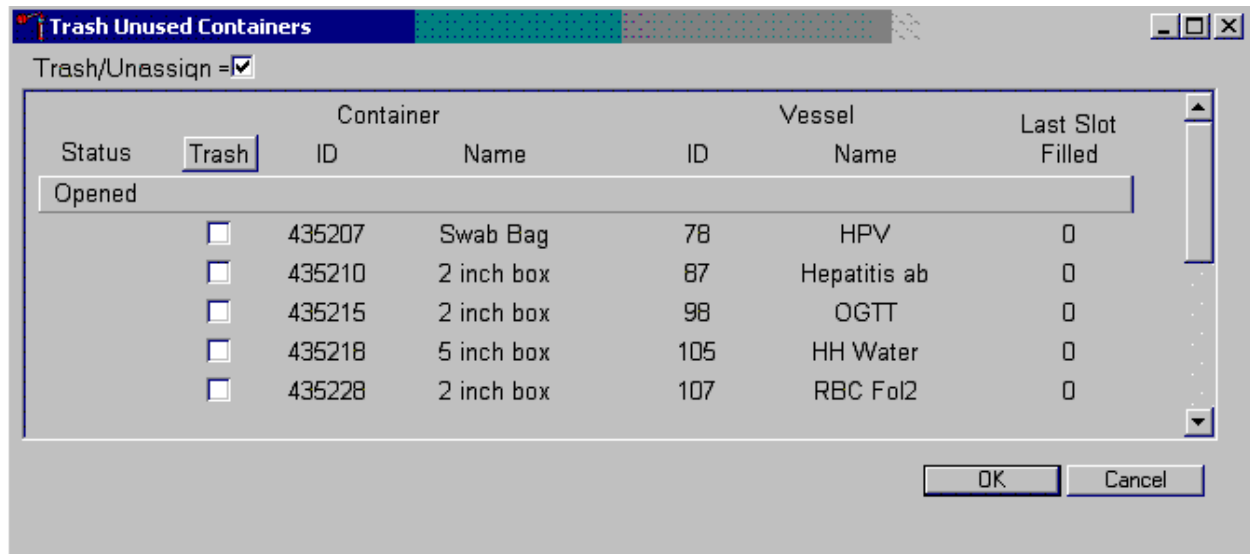 Trash Unused Containers
Trash/Unassign =
Container Vessel Last Slot
Status Trash ID Name ID Name Filled
Opened
435207 Swab Bag 78 HPV 0
435210 2 inch box 87 Hepatitis ab 0
435215 2 inch box 98 OGTT 0
435218 5 inch box 105 HH Water 0
435228 2 inch box 107 RBC Fol2 0
OK Cancel